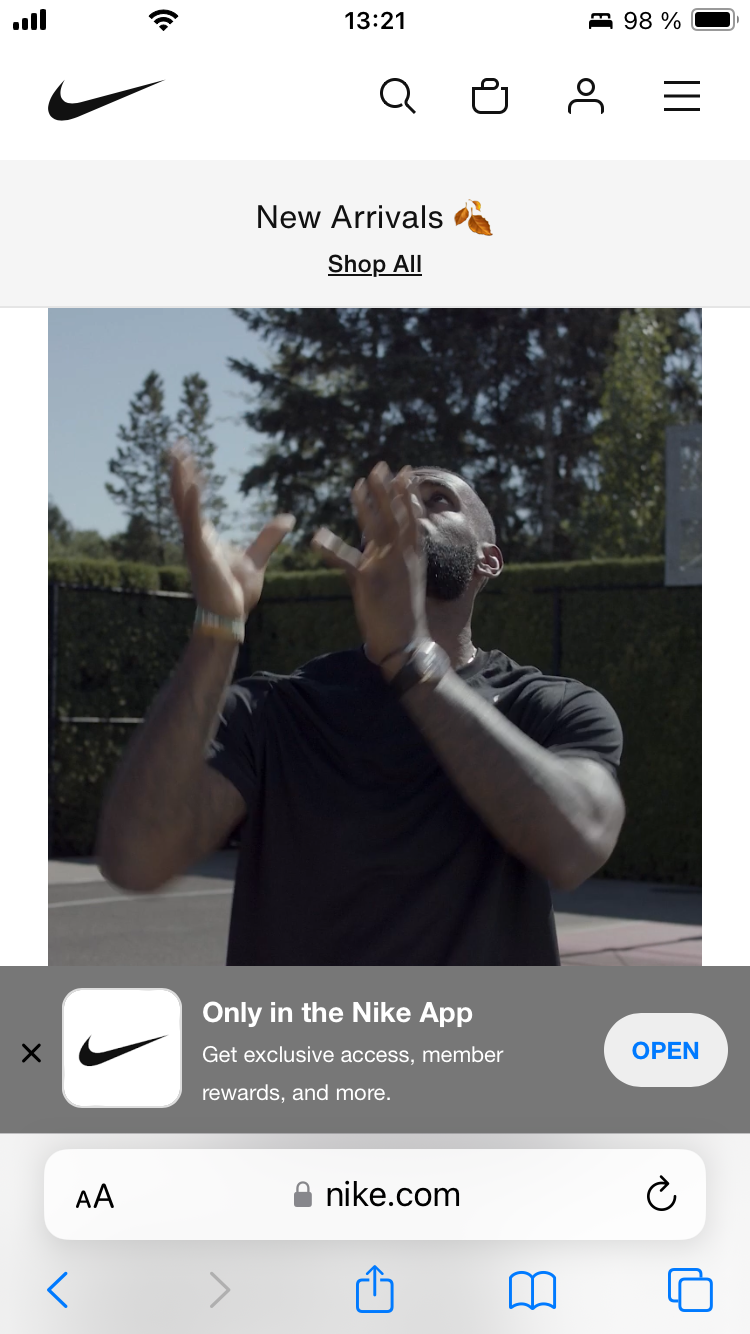 13:21
98 %
New Arrivals 🍂
Shop All
Only in the Nike App
Get exclusive access, member
rewards, and more.
OPEN
AA
nike.com